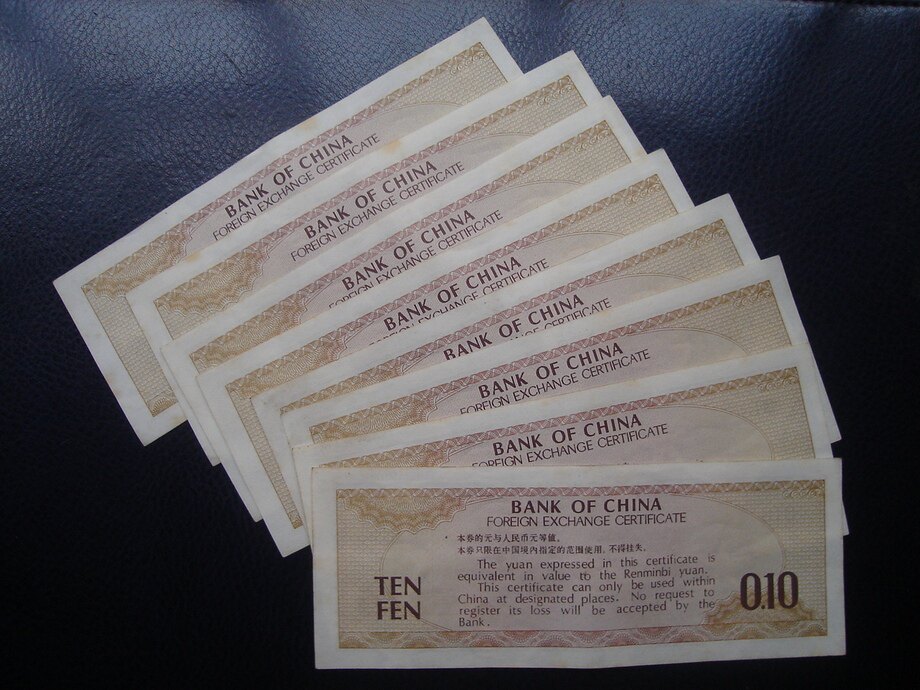 BANK OF CHINA
FOREIGN EXCHANGE CERTIFICATE
BANK OF CHINA
FOREIGN EXCHANGE CERTIFICATE
BANK OF CHINA
FOREIGN EXCHANGE CERTIFICATE
BANK OF CHINA
FOREIGN EXCHANGE CERTIFICATE
BANK OF CHINA
FOREIGN EXCHANGE CERTIFICATE
BANK OF CHINA
FOREIGN EXCHANGE CERTIFICATE
BANK OF CHINA
FOREIGN EXCHANGE CERTIFICATE
BANK OF CHINA
FOREIGN EXCHANGE CERTIFICATE
本券的元与人民币元等值。
本券只限在中国境内指定的范围使用,不得挂失。
The yuan expressed in this certificate is
equivalent in value to the Renminbi yuan.
This certificate can only be used within
China at designated places. No request to
register its loss will be accepted by the
Bank.
TEN
FEN
0.10